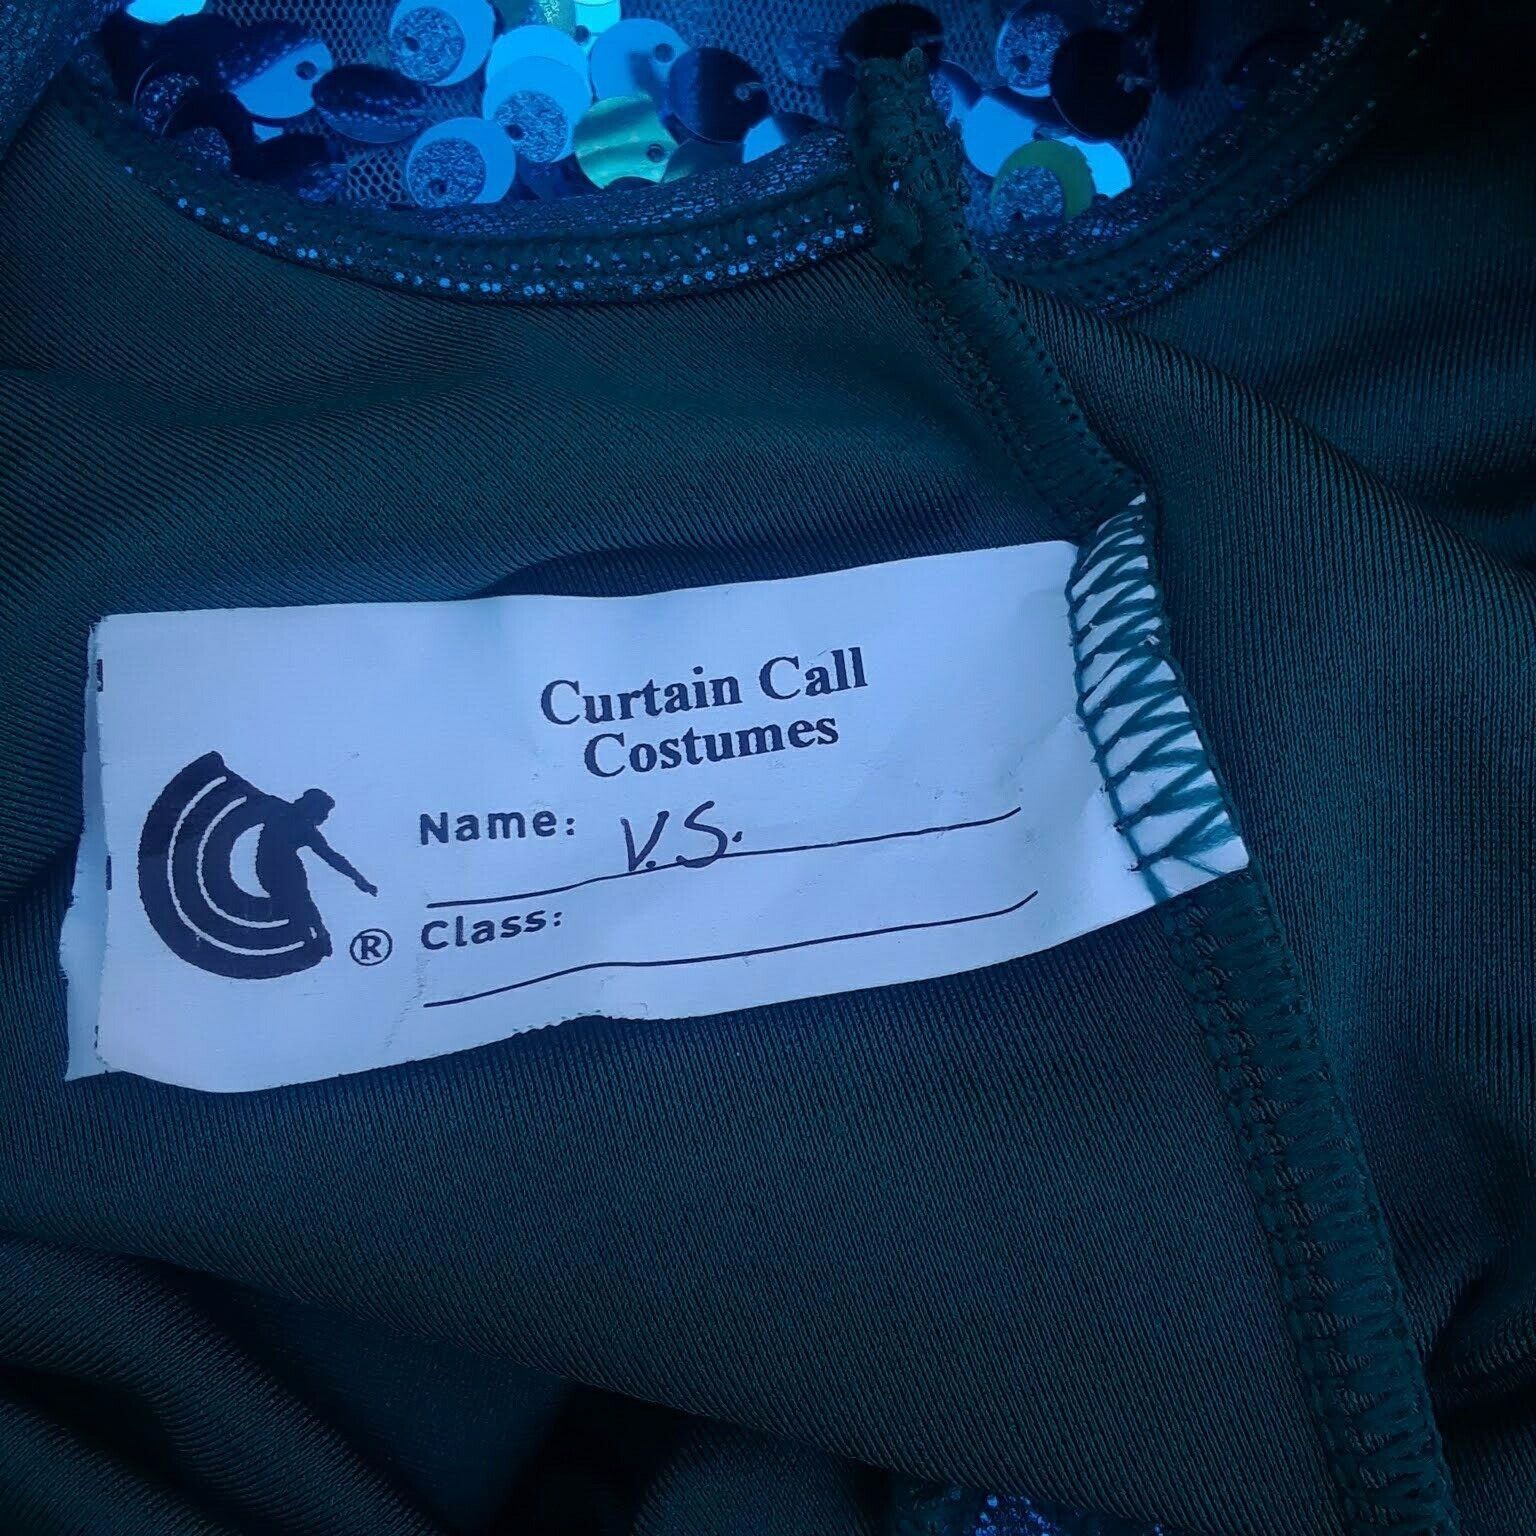 Curtain Call
Costumes
Name: V.S.
® Class: